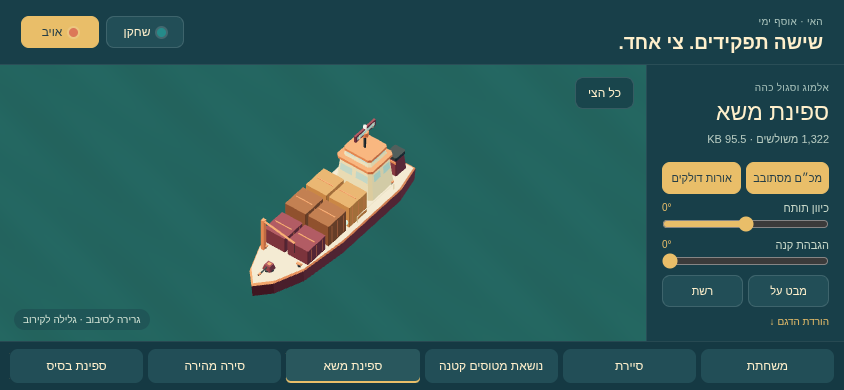 האי · אוסף ימי
שישה תפקידים. צי אחד.
שחקן
אויב
כל הצי
אלמוג וסגול כהה
ספינת משא
1,322 משולשים · 95.5 KB
מכ״ם מסתובב
אורות דולקים
כיוון תותח
0°
הגבהת קנה
0°
מבט על
רשת
הורדת הדגם ↓
גרירה לסיבוב · גלילה לקירוב
משחתת
סיירת
נושאת מטוסים קטנה
ספינת משא
סירה מהירה
ספינת בסיס